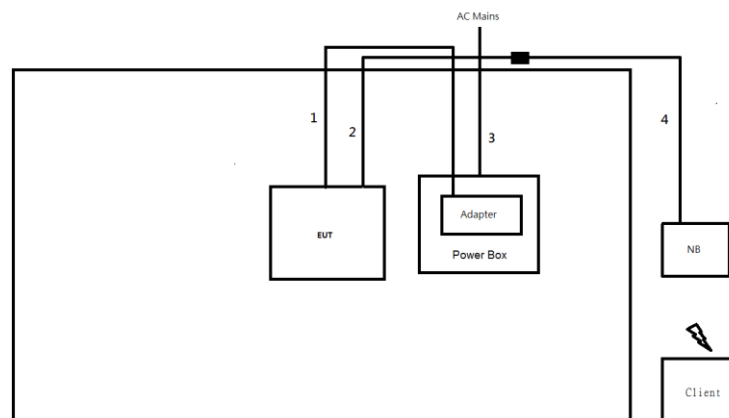 AC Mains
1
2
3
4
EUT
Adapter
Power Box
NB
Client